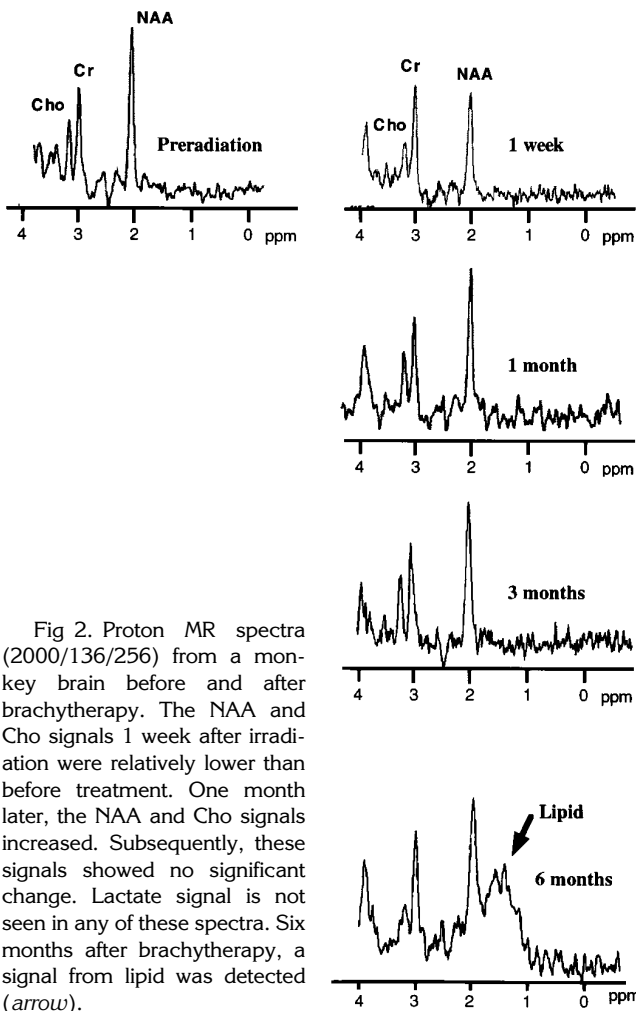 NAA
Cr
Cho
Preradiation
4 3 2 1 0 ppm
Cr
NAA
Cho
1 week
4 3 2 1 0 ppm
1 month
4 3 2 1 0 ppm
3 months
4 3 2 1 0 ppm
Lipid
6 months
4 3 2 1 0 ppm
Fig 2. Proton MR spectra
(2000/136/256) from a mon-
key brain before and after
brachytherapy. The NAA and
Cho signals 1 week after irradi-
ation were relatively lower than
before treatment. One month
later, the NAA and Cho signals
increased. Subsequently, these
signals showed no significant
change. Lactate signal is not
seen in any of these spectra. Six
months after brachytherapy, a
signal from lipid was detected
(arrow).